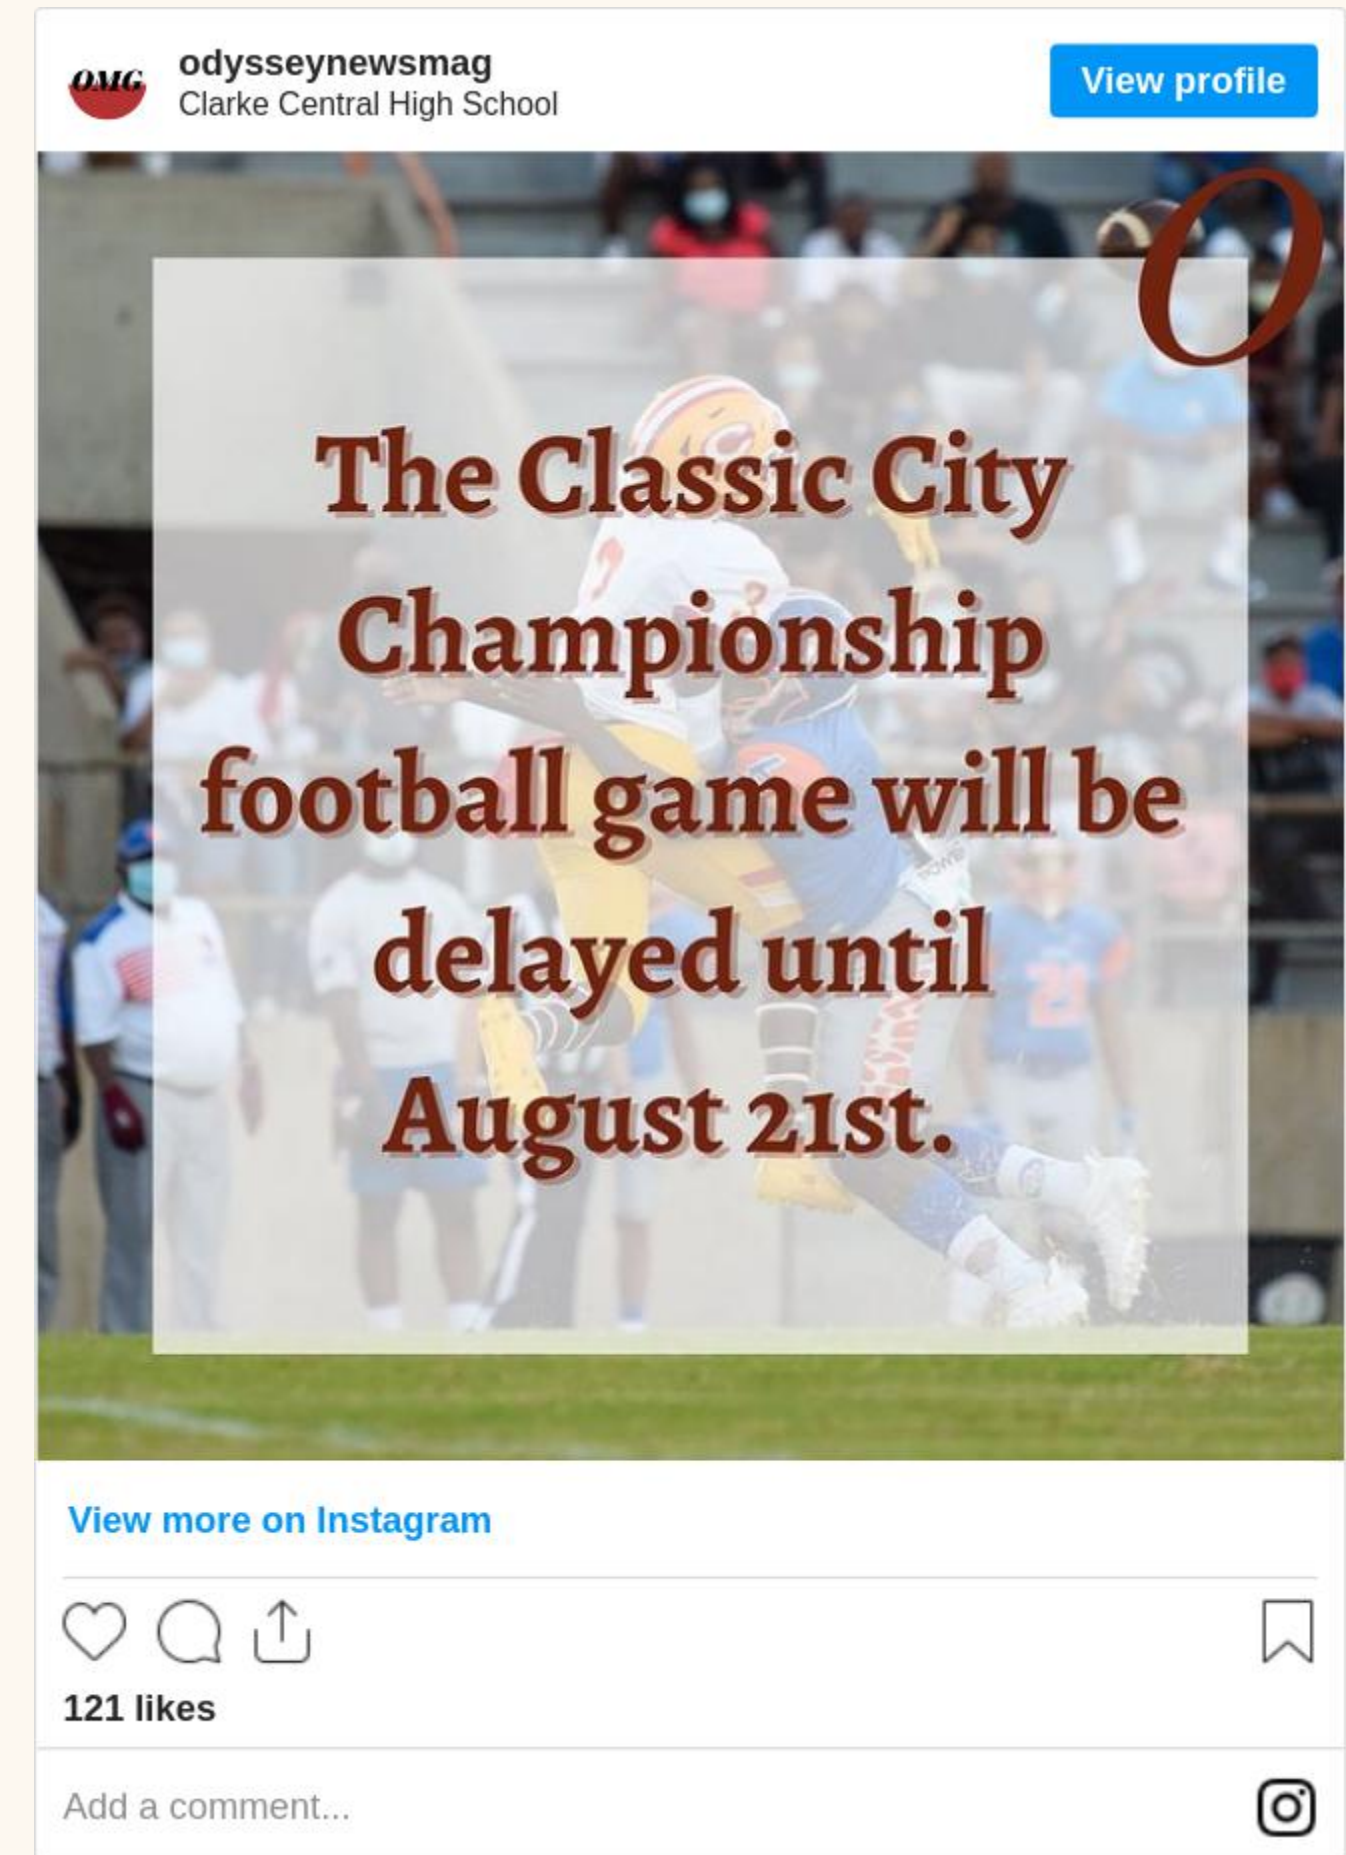 OMG
odysseynewsmag
Clarke Central High School
View profile
O
The Classic City
Championship
football game will be
delayed until
August 21st.
21
View more on Instagram
121 likes
Add a comment...